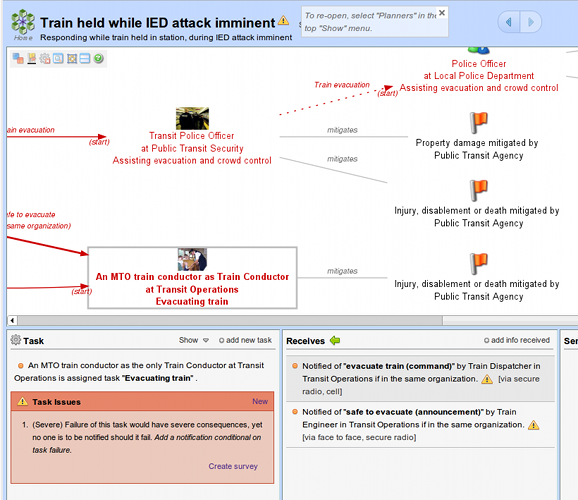 Train held while IED attack imminent
Home
Responding while train held in station, during IED attack imminent
To re-open, select "Planners" in the
top "Show" menu.
Police Officer
at Local Police Department
Assisting evacuation and crowd control
Train evacuation
(start)
Transit Police Officer
at Public Transit Security
Assisting evacuation and crowd control
ain evacuation
(start)
mitigates
Property damage mitigated by
Public Transit Agency
mitigates
Injury, disablement or death mitigated by
Public Transit Agency
fe to evacuate
same organization)
(start)
An MTO train conductor as Train Conductor
at Transit Operations
Evacuating train
mitigates
Injury, disablement or death mitigated by
Public Transit Agency
Task
Show
add new task
An MTO train conductor as the only Train Conductor at Transit
Operations is assigned task "Evacuating train" .
Task Issues
New
1. (Severe) Failure of this task would have severe consequences, yet
no one is to be notified should it fail. Add a notification conditional on
task failure.
Create survey
Receives
add info received
Notified of "evacuate train (command)" by Train Dispatcher in
Transit Operations if in the same organization. [via secure
radio, cell]
Notified of "safe to evacuate (announcement)" by Train
Engineer in Transit Operations if in the same organization.
[via face to face, secure radio]
Sen